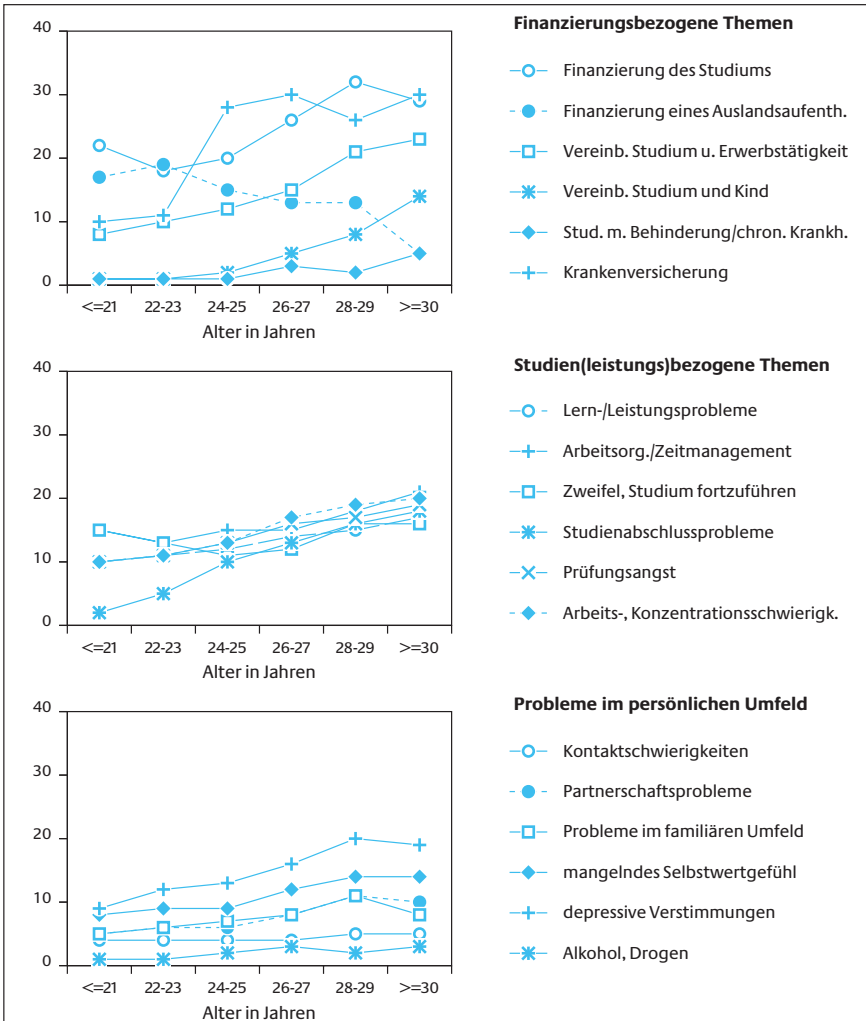 Finanzierungsbezogene Themen
40
30
20
10
0
<=21 22-23 24-25 26-27 28-29 >=30
Alter in Jahren
Finanzierung des Studiums
Finanzierung eines Auslandsaufenth.
Vereinb. Studium u. Erwerbstätigkeit
Vereinb. Studium und Kind
Stud. m. Behinderung/chron. Krankh.
Krankenversicherung
Studien(leistungs)bezogene Themen
40
30
20
10
0
<=21 22-23 24-25 26-27 28-29 >=30
Alter in Jahren
Lern-/Leistungsprobleme
Arbeitsorg./Zeitmanagement
Zweifel, Studium fortzuführen
Studienabschlussprobleme
Prüfungsangst
Arbeits-, Konzentrationsschwierigk.
Probleme im persönlichen Umfeld
40
30
20
10
0
<=21 22-23 24-25 26-27 28-29 >=30
Alter in Jahren
Kontaktschwierigkeiten
Partnerschaftsprobleme
Probleme im familiären Umfeld
mangelndes Selbstwertgefühl
depressive Verstimmungen
Alkohol, Drogen